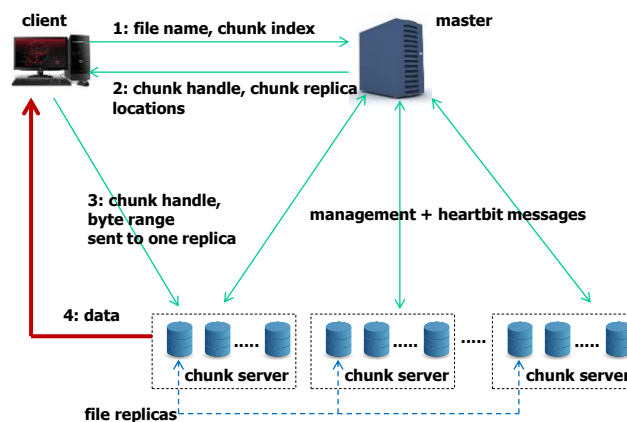 client
master
1: file name, chunk index
2: chunk handle, chunk replica
locations
3: chunk handle,
byte range
sent to one replica
management + heartbit messages
4: data
.....
.....
.....
.....
chunk server
chunk server
chunk server
file replicas